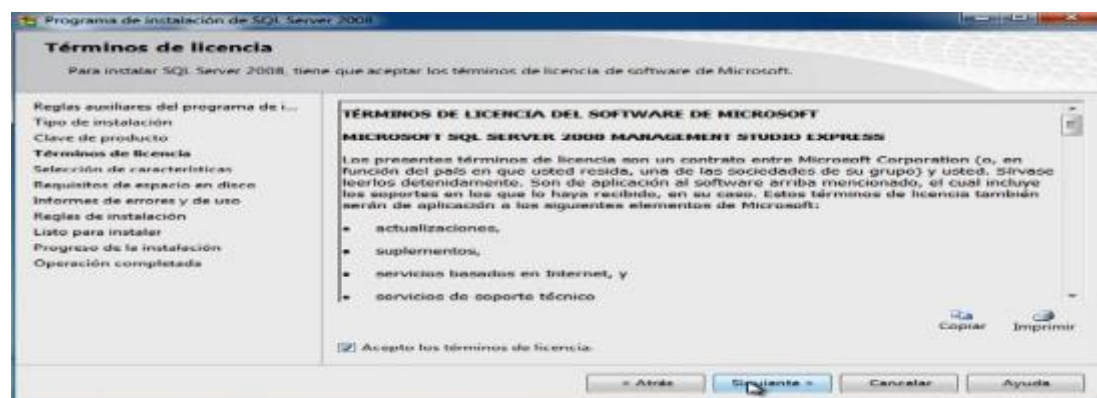 Programa de instalación de SQL Server 2008
Términos de licencia
Para instalar SQL Server 2008, tiene que aceptar los términos de licencia de software de Microsoft.
Reglas auxiliares del programa de i...
Tipo de instalación
Clave de producto
Términos de licencia
Selección de características
Requisitos de espacio en disco
Informes de errores y de uso
Reglas de instalación
Listo para instalar
Progreso de la instalación
Operación completada
TÉRMINOS DE LICENCIA DEL SOFTWARE DE MICROSOFT
MICROSOFT SQL SERVER 2008 MANAGEMENT STUDIO EXPRESS
Los presentes términos de licencia son un contrato entre Microsoft Corporation (o, en
función del país en que usted resida, una de las sociedades de su grupo) y usted. Sírvase
leerlos detenidamente. Son de aplicación al software arriba mencionado, el cual incluye
los soportes en los que lo haya recibido, en su caso. Estos términos de licencia también
serán de aplicación a los siguientes elementos de Microsoft:
• actualizaciones,
• suplementos,
• servicios basados en Internet, y
• servicios de soporte técnico
Copiar Imprimir
Acepto los términos de licencia.
< Atrás Siguiente > Cancelar Ayuda